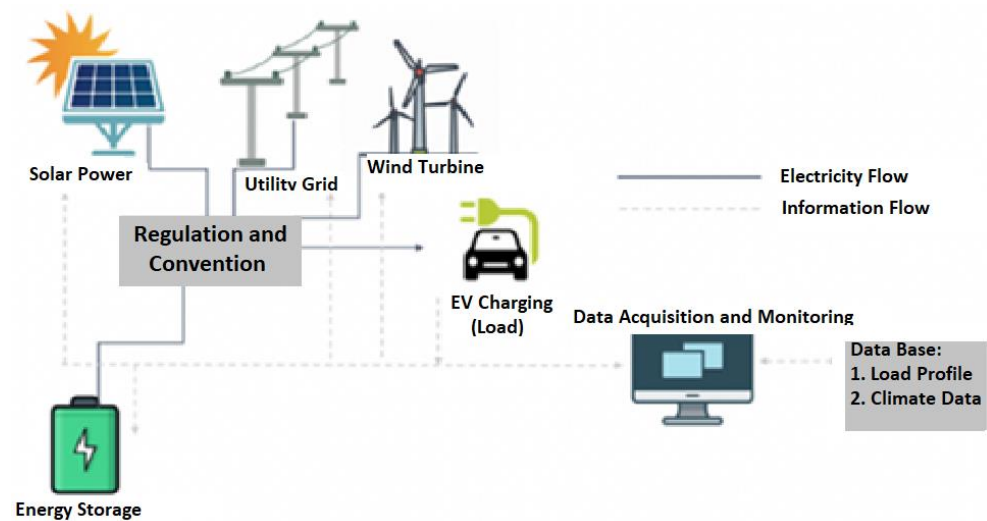 Solar Power
Utility Grid
Wind Turbine
Electricity Flow
Information Flow
Regulation and
Convention
EV Charging
(Load)
Data Acquisition and Monitoring
Data Base:
1. Load Profile
2. Climate Data
Energy Storage